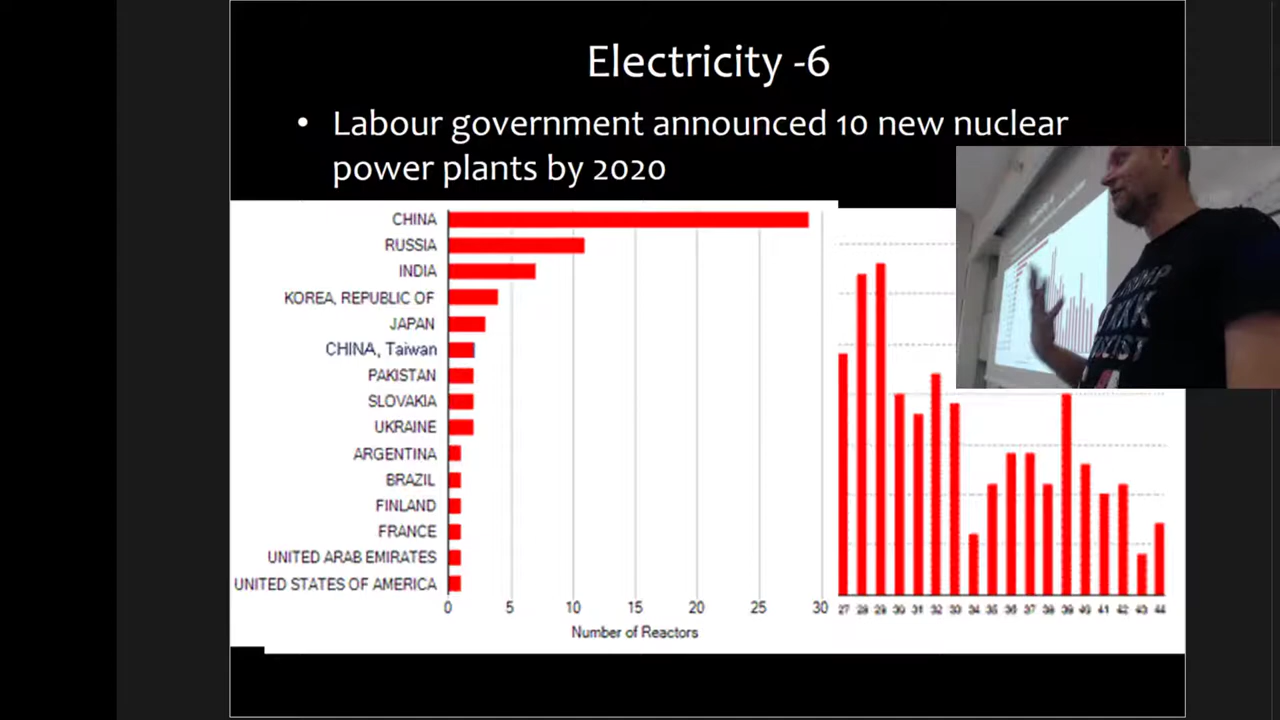 Electricity -6
• Labour government announced 10 new nuclear
power plants by 2020
CHINA
RUSSIA
INDIA
KOREA, REPUBLIC OF
JAPAN
CHINA, Taiwan
PAKISTAN
SLOVAKIA
UKRAINE
ARGENTINA
BRAZIL
FINLAND
FRANCE
UNITED ARAB EMIRATES
UNITED STATES OF AMERICA
0 5 10 15 20 25 30
Number of Reactors
27 28 29 30 31 32 33 34 35 36 37 38 39 40 41 42 43 44